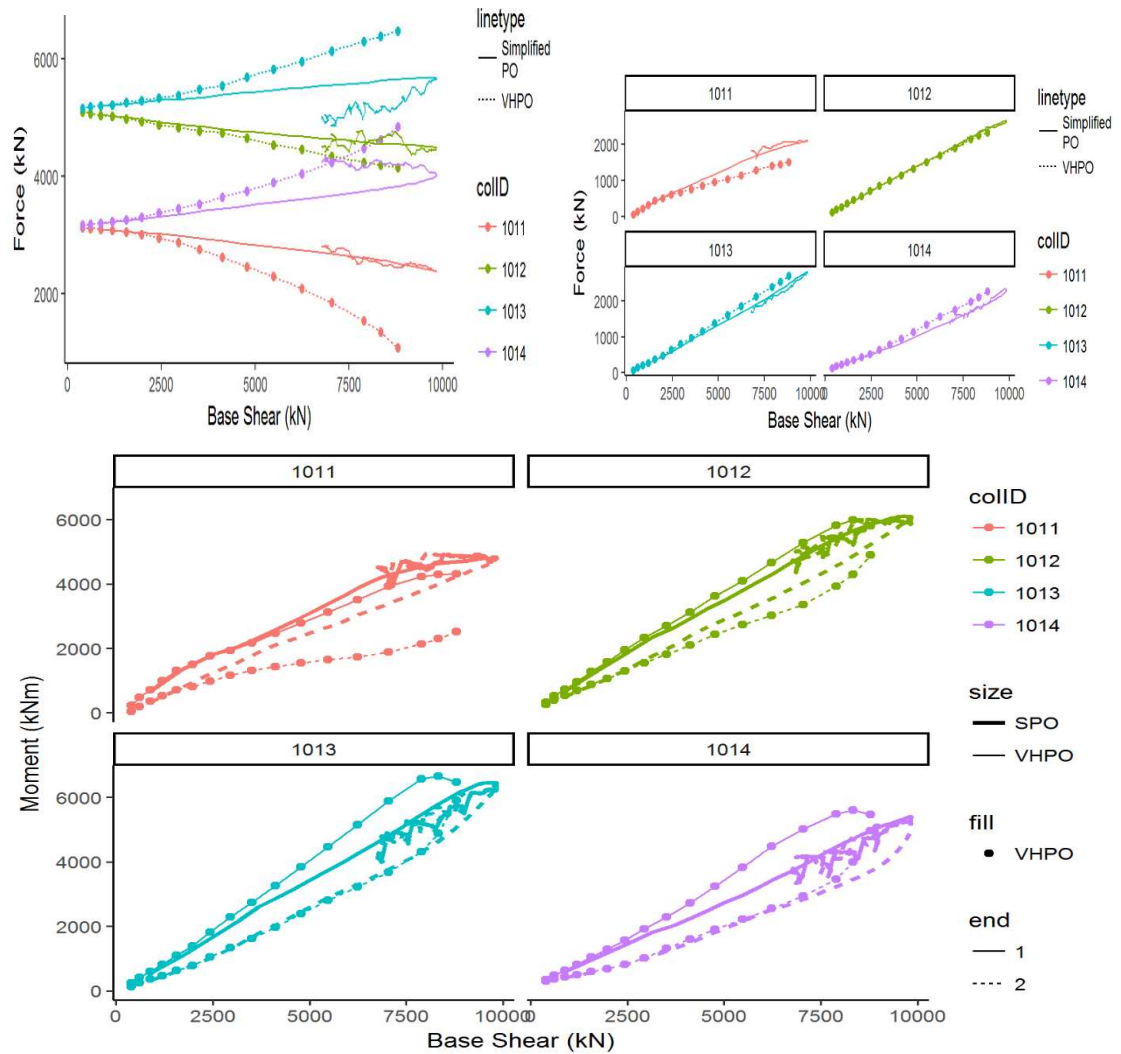 linetype
Simplified
PO
VHPO
colID
1011
1012
1013
1014
Force (kN)
6000
4000
2000
0 2500 5000 7500 10000
Base Shear (kN)
1011 1012
2000
1000
0
1013 1014
2000
1000
0
Force (kN)
0 2500 5000 7500 10000 0 2500 5000 7500 10000
Base Shear (kN)
linetype
Simplified
PO
VHPO
colID
1011
1012
1013
1014
1011 1012
6000
4000
2000
0
1013 1014
6000
4000
2000
0
Moment (kNm)
0 2500 5000 7500 10000 0 2500 5000 7500 10000
Base Shear (kN)
colID
1011
1012
1013
1014
size
SPO
VHPO
fill
VHPO
end
1
2